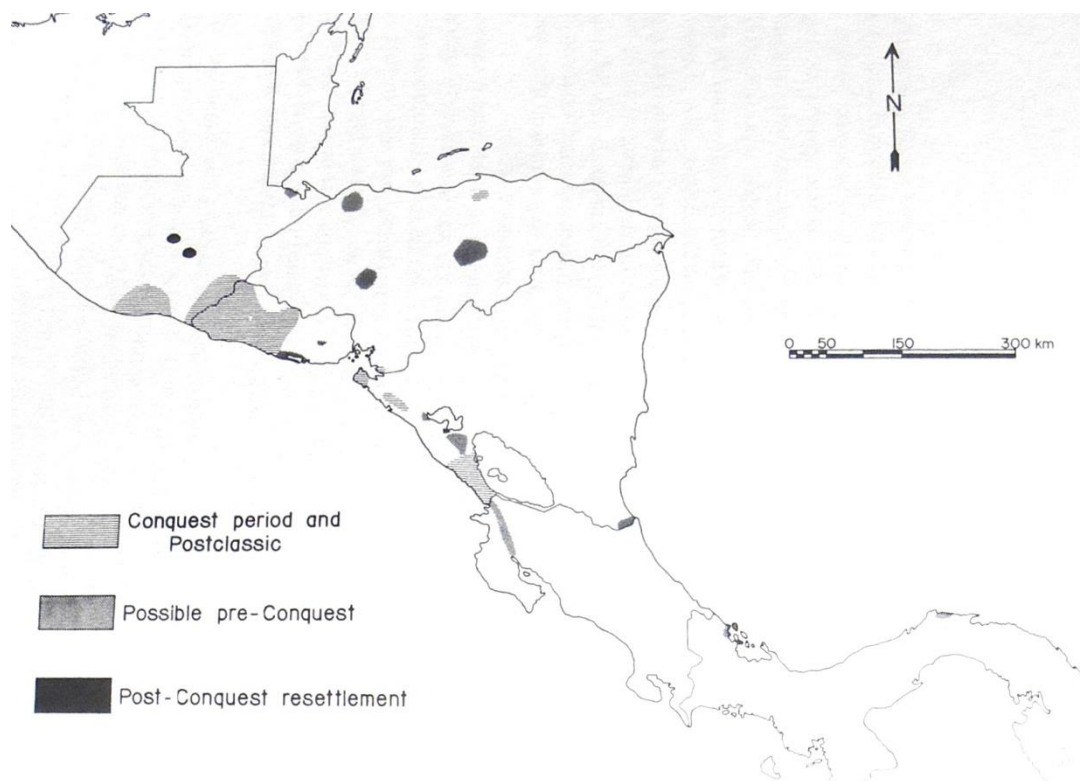 N
0 50 150 300 km
Conquest period and
Postclassic
Possible pre-Conquest
Post-Conquest resettlement